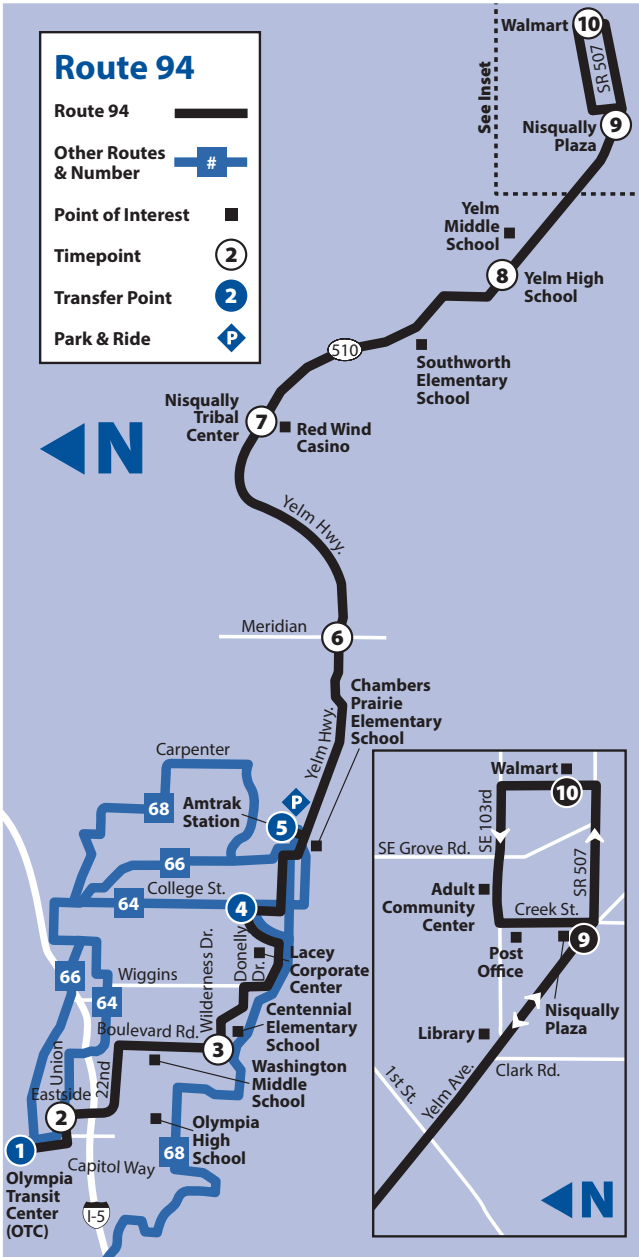 Route 94
Route 94
Other Routes
& Number
#
Point of Interest
Timepoint
2
Transfer Point
2
Park & Ride
P
See Inset
Walmart
10
SR 507
9
Nisqually
Plaza
Yelm
Middle
School
8
Yelm High
School
510
Southworth
Elementary
School
Nisqually
Tribal
Center
7
Red Wind
Casino
N
Yelm Hwy.
Meridian
6
Chambers
Prairie
Elementary
School
Yelm Hwy.
Carpenter
68
Amtrak
Station
P
5
66
College St.
64
4
Wilderness Dr.
Donelly
Dr.
Lacey
Corporate
Center
66
Wiggins
64
Centennial
Elementary
School
Boulevard Rd.
3
Union
22nd
Washington
Middle
School
Eastside
2
Olympia
High
School
68
1
Capitol Way
Olympia
Transit
Center
(OTC)
I-5
Walmart
10
SE 103rd
SE Grove Rd.
SR 507
Adult
Community
Center
Creek St.
9
Post
Office
Nisqually
Plaza
Library
Clark Rd.
1st St.
Yelm Ave.
N